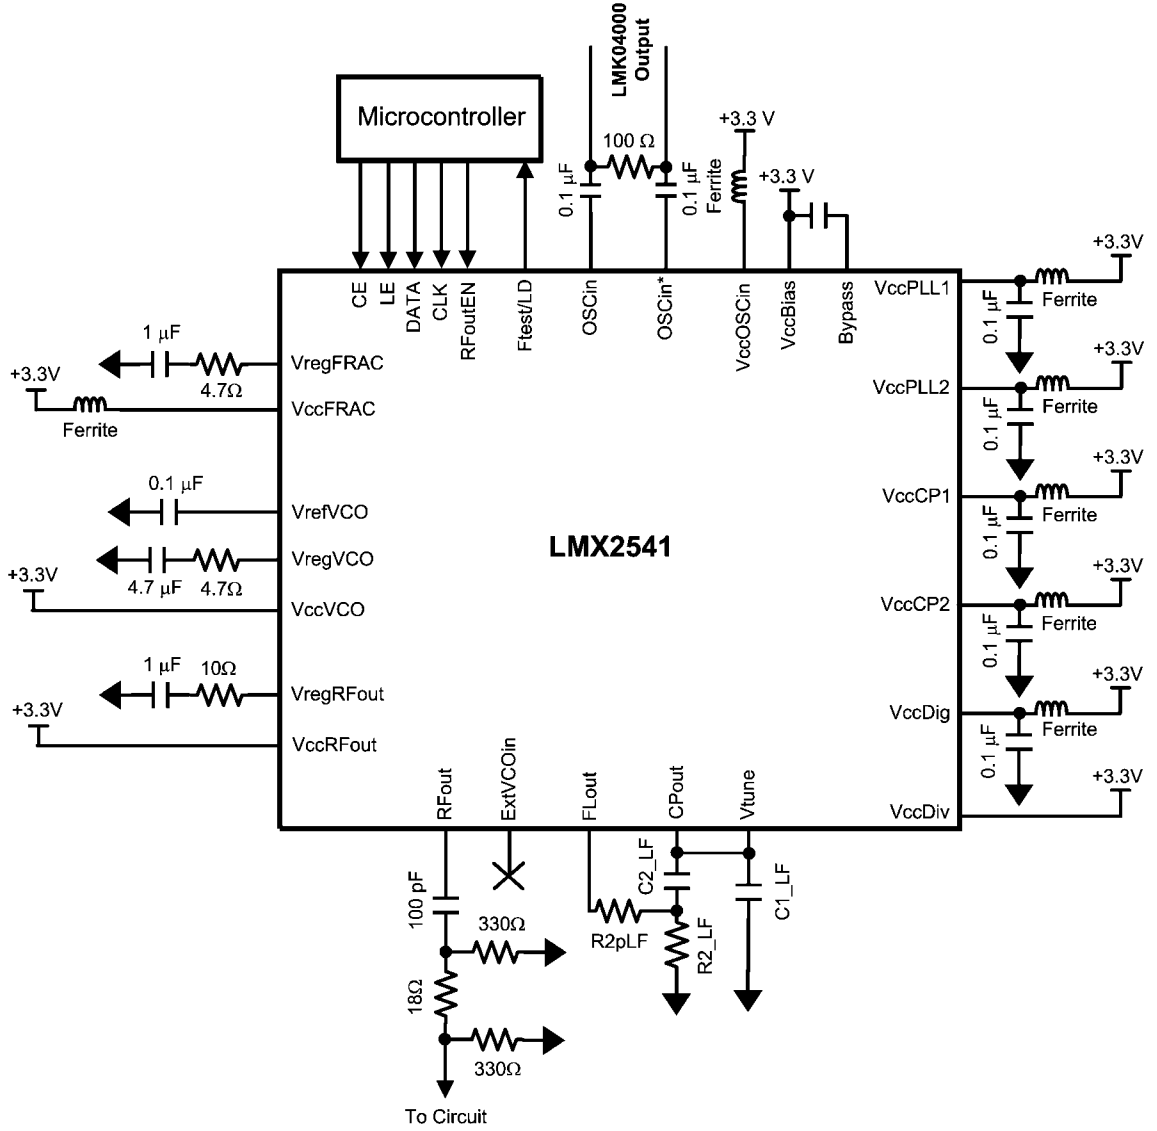 LMK04000
Output
Microcontroller
100 Ω
+3.3 V
+3.3 V
0.1 µF
0.1 µF
Ferrite
CE
LE
DATA
CLK
RFoutEN
Ftest/LD
OSCin
OSCin*
VccOSCin
VccBias
Bypass
1 µF
4.7Ω
VregFRAC
+3.3V
Ferrite
VccFRAC
0.1 µF
VrefVCO
4.7 µF
4.7Ω
VregVCO
+3.3V
VccVCO
1 µF
10Ω
VregRFout
+3.3V
VccRFout
LMX2541
VccPLL1
0.1 µF
Ferrite
+3.3V
VccPLL2
0.1 µF
Ferrite
+3.3V
VccCP1
0.1 µF
Ferrite
+3.3V
VccCP2
0.1 µF
Ferrite
+3.3V
VccDig
0.1 µF
Ferrite
+3.3V
VccDiv
+3.3V
RFout
ExtVCOin
FLout
CPout
Vtune
100 pF
330Ω
18Ω
330Ω
To Circuit
R2pLF
C2_LF
R2_LF
C1_LF